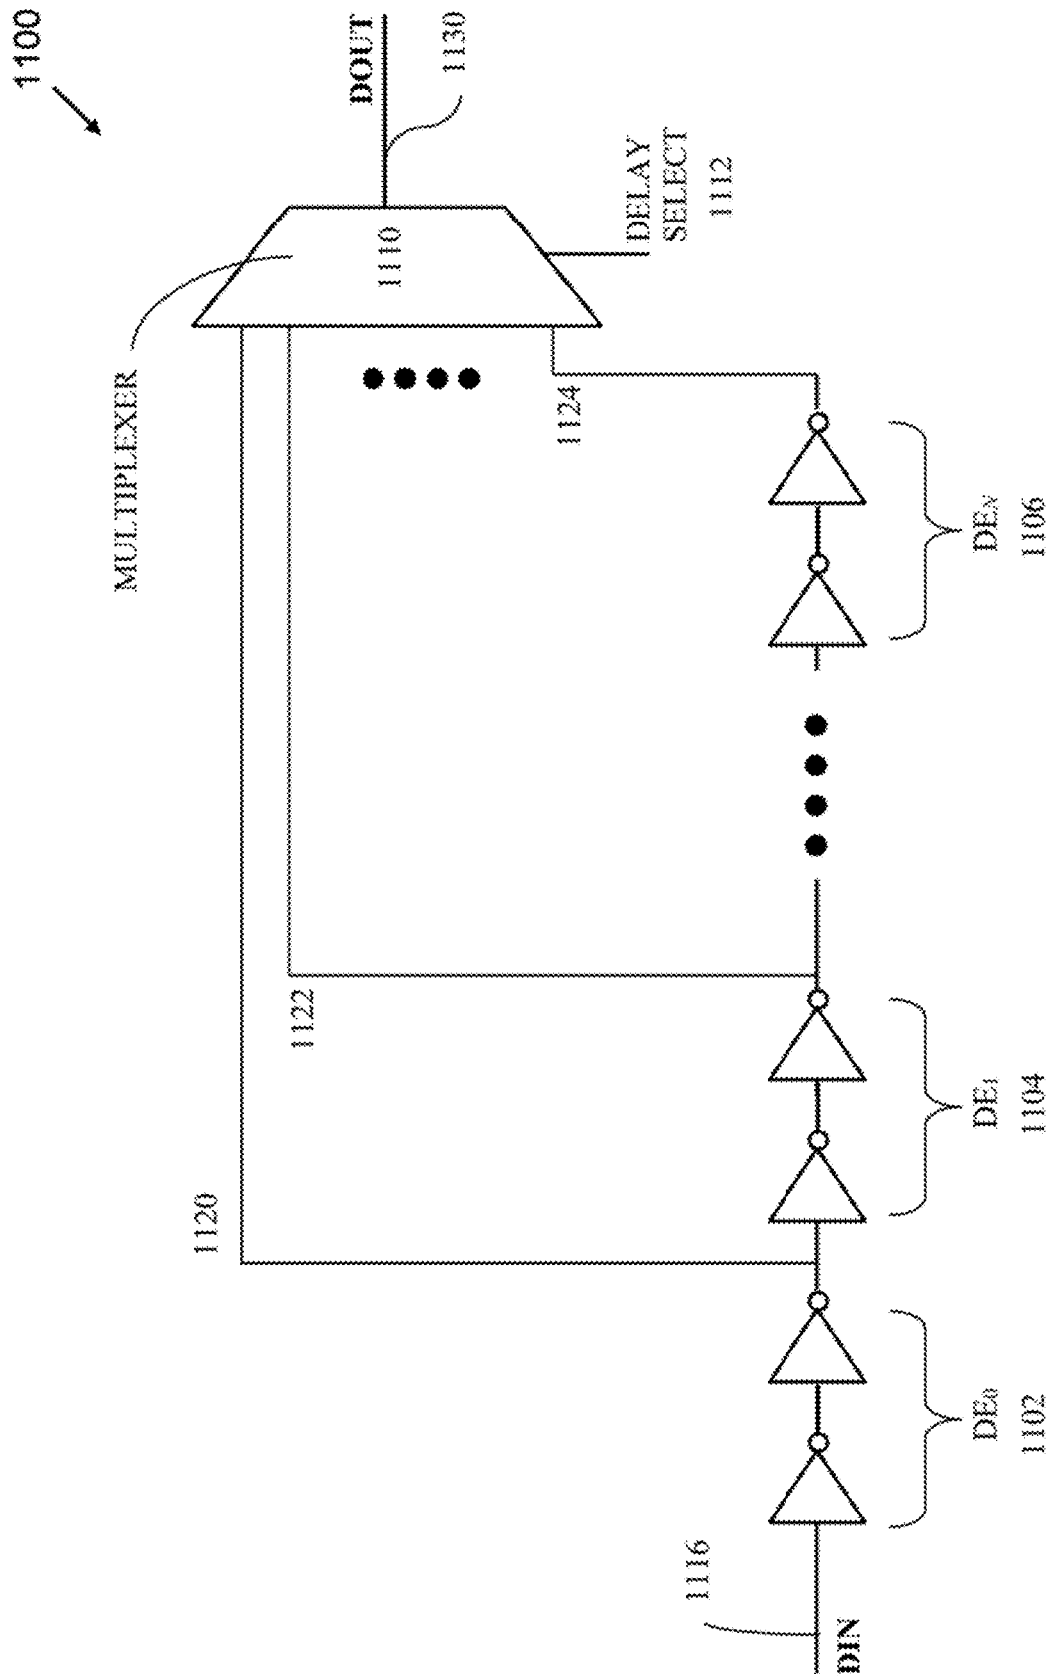 1100
MULTIPLEXER
DOUT
1130
1110
DELAY
SELECT
1112
1120
1122
1124
1116
DIN
DE0
1102
DE1
1104
DEN
1106